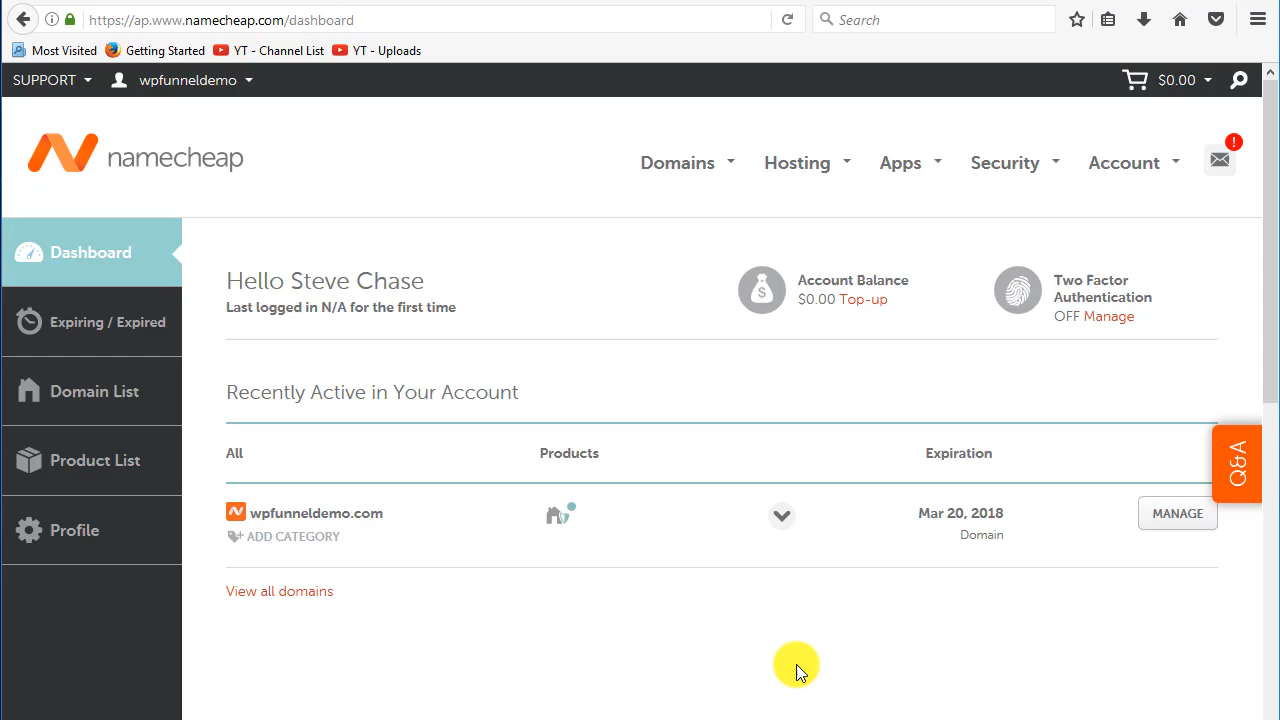 https://ap.www.namecheap.com/dashboard
Search
Most Visited
Getting Started
YT - Channel List
YT - Uploads
SUPPORT
wpfunneldemo
$0.00
namecheap
Domains
Hosting
Apps
Security
Account
!
Dashboard
Expiring / Expired
Domain List
Product List
Profile
Hello Steve Chase
Last logged in N/A for the first time
Account Balance
$0.00 Top-up
Two Factor
Authentication
OFF Manage
Recently Active in Your Account
All
Products
Expiration
wpfunneldemo.com
ADD CATEGORY
Mar 20, 2018
Domain
MANAGE
View all domains
Q&A